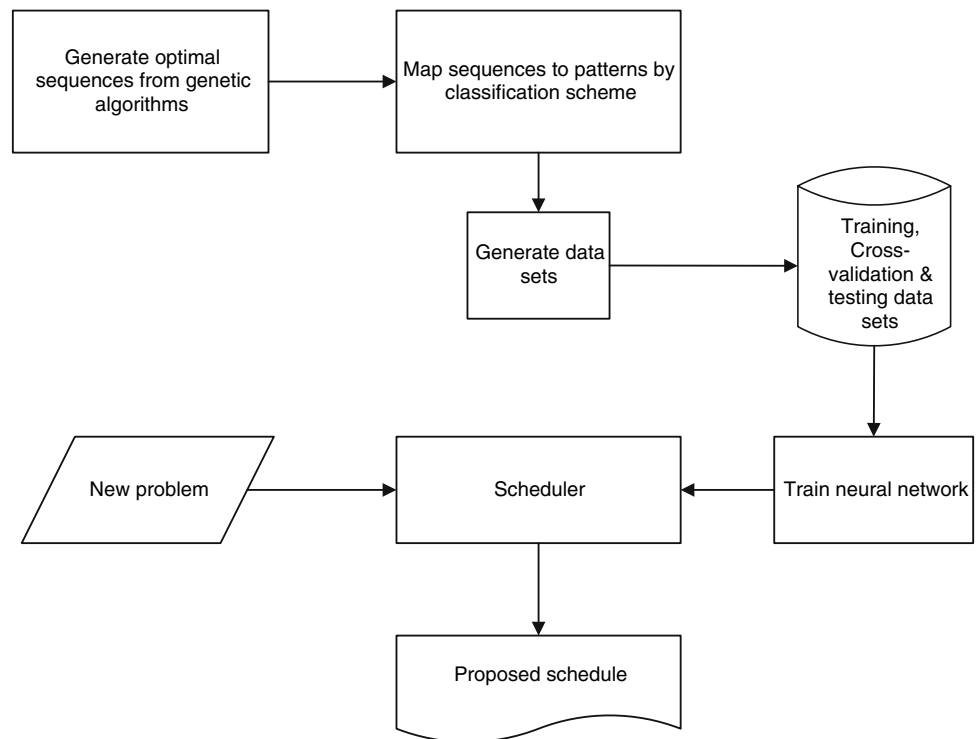 Generate optimal
sequences from genetic
algorithms
Map sequences to patterns by
classification scheme
Generate data
sets
Training,
Cross-
validation &
testing data
sets
New problem
Scheduler
Train neural network
Proposed schedule